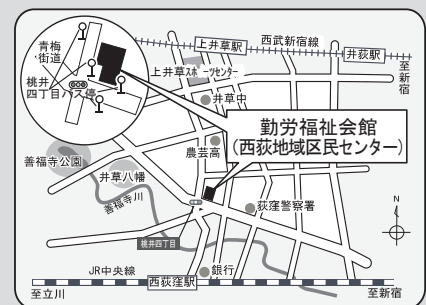 青梅
街道
桃井
四丁目バス停
上井草駅
西武新宿線
井荻駅
至
新
宿
上井草スポーツセンター
井草中
勤労福祉会館
(西荻地域区民センター)
農芸高
善福寺公園
井草八幡
善福寺川
荻窪警察署
N
桃井四丁目
JR中央線
西荻窪駅
銀行
至立川
至新宿